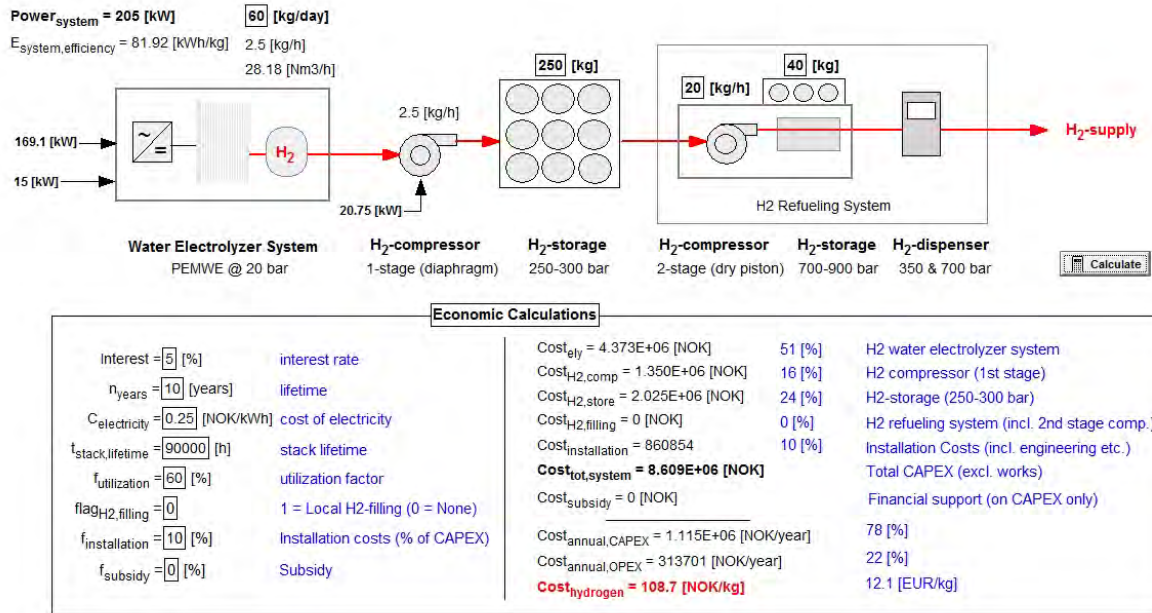 Power_system = 205 [kW]
60 [kg/day]
E_system,efficiency = 81.92 [kWh/kg]
2.5 [kg/h]
28.18 [Nm3/h]
169.1 [kW]
15 [kW]
~
=
H₂
2.5 [kg/h]
20.75 [kW]
250 [kg]
20 [kg/h]
40 [kg]
H2 Refueling System
H₂-supply
Water Electrolyzer System
PEMWE @ 20 bar
H₂-compressor
1-stage (diaphragm)
H₂-storage
250-300 bar
H₂-compressor
2-stage (dry piston)
H₂-storage
700-900 bar
H₂-dispenser
350 & 700 bar
Calculate
Economic Calculations
Interest = 5 [%] interest rate
n_years = 10 [years] lifetime
C_electricity = 0.25 [NOK/kWh] cost of electricity
t_stack,lifetime = 90000 [h] stack lifetime
f_utilization = 60 [%] utilization factor
flag_H2,filling = 0 1 = Local H2-filling (0 = None)
f_installation = 10 [%] Installation costs (% of CAPEX)
f_subsidy = 0 [%] Subsidy
Cost_ely = 4.373E+06 [NOK] 51 [%] H2 water electrolyzer system
Cost_H2,comp = 1.350E+06 [NOK] 16 [%] H2 compressor (1st stage)
Cost_H2,store = 2.025E+06 [NOK] 24 [%] H2-storage (250-300 bar)
Cost_H2,filling = 0 [NOK] 0 [%] H2 refueling system (incl. 2nd stage comp.)
Cost_installation = 860854 10 [%] Installation Costs (incl. engineering etc.)
Cost_tot,system = 8.609E+06 [NOK] Total CAPEX (excl. works)
Cost_subsidy = 0 [NOK] Financial support (on CAPEX only)
Cost_annual,CAPEX = 1.115E+06 [NOK/year] 78 [%]
Cost_annual,OPEX = 313701 [NOK/year] 22 [%]
Cost_hydrogen = 108.7 [NOK/kg] 12.1 [EUR/kg]